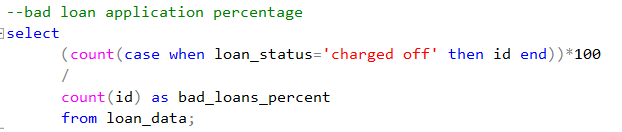 --bad loan application percentage
select
(count(case when loan_status='charged off' then id end))*100
/
count(id) as bad_loans_percent
from loan_data;